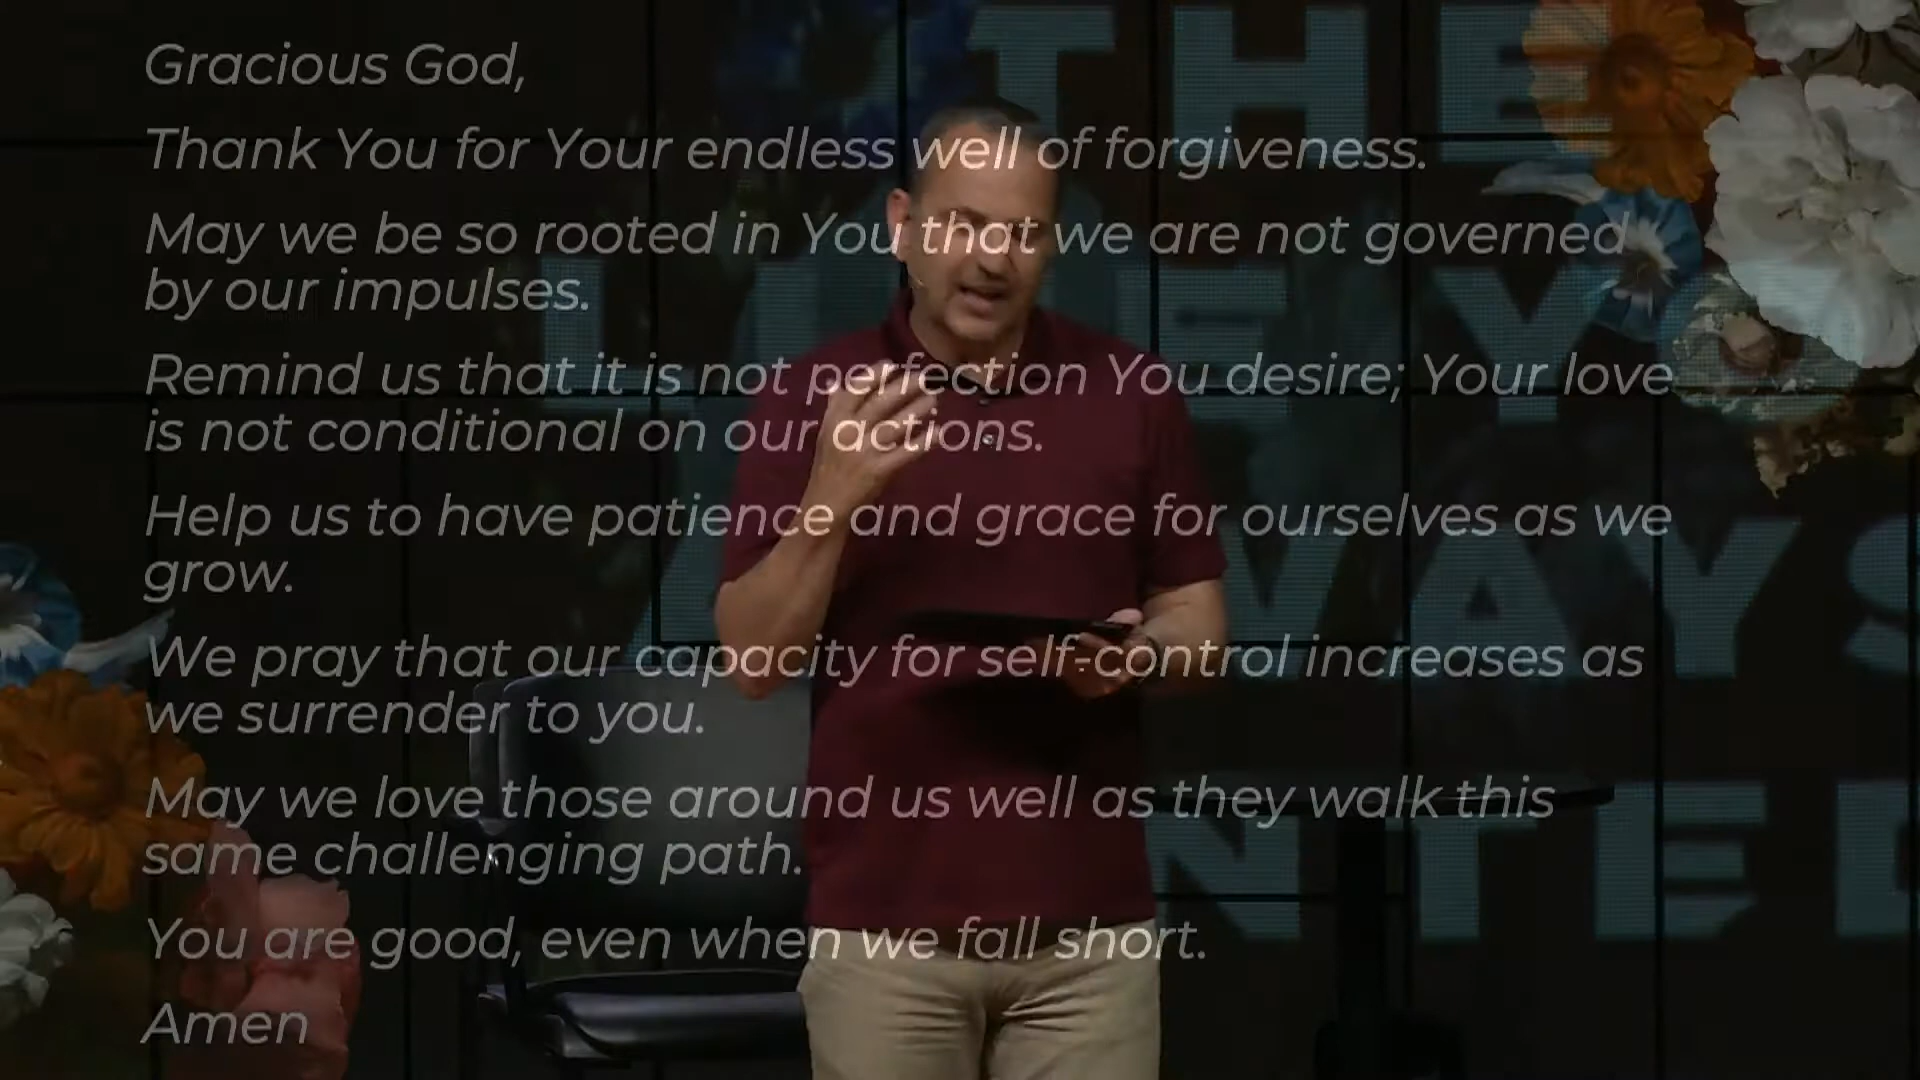 Gracious God,
Thank You for Your endless well of forgiveness.
May we be so rooted in You that we are not governed
by our impulses.
Remind us that it is not perfection You desire; Your love
is not conditional on our actions.
Help us to have patience and grace for ourselves as we
grow.
We pray that our capacity for self-control increases as
we surrender to you.
May we love those around us well as they walk this
same challenging path.
You are good, even when we fall short.
Amen
THE